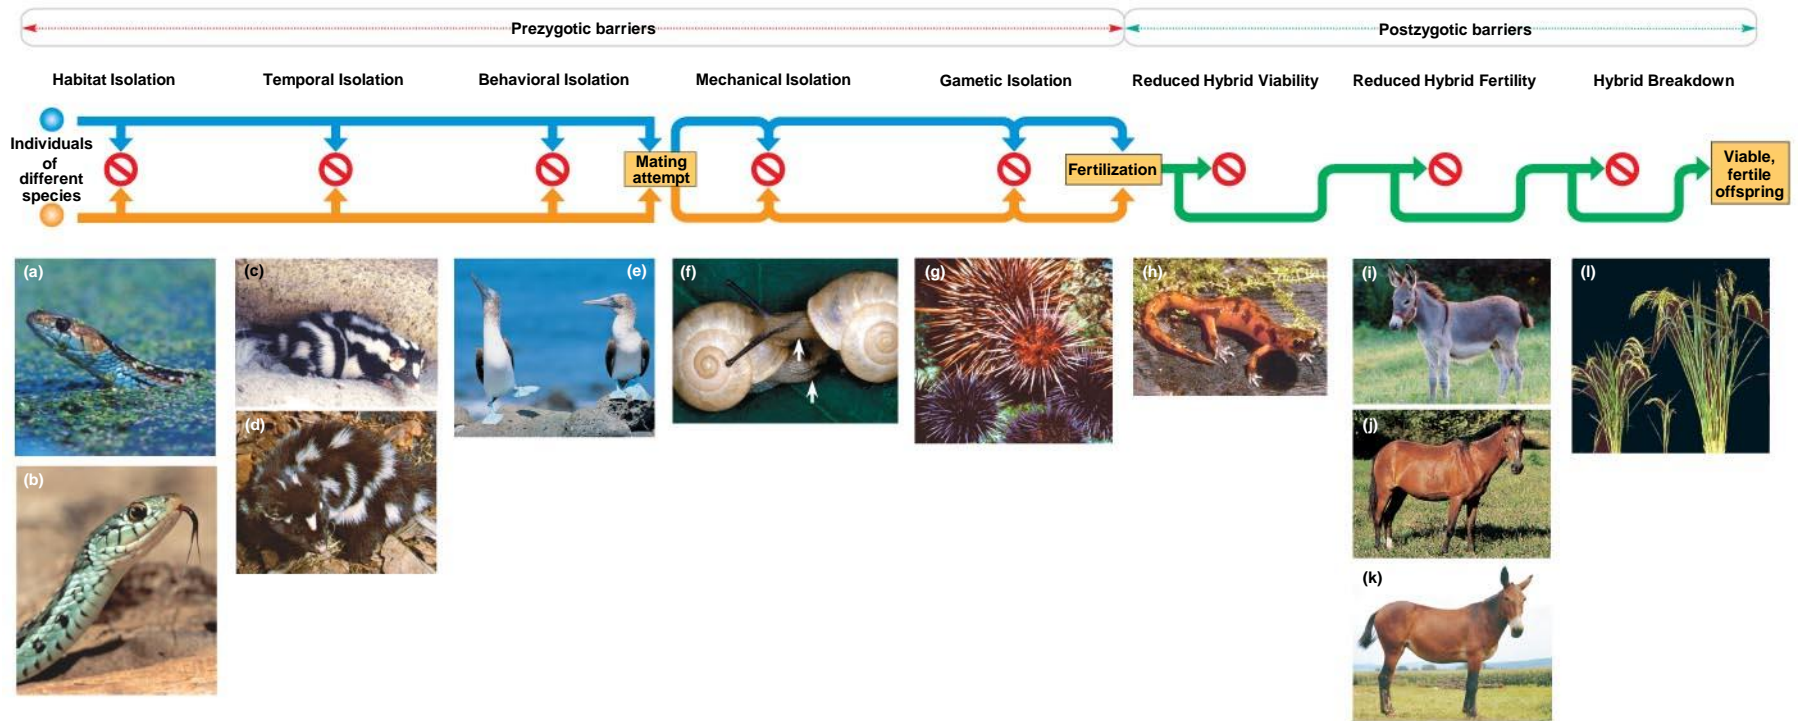 Prezygotic barriers
Postzygotic barriers
Habitat Isolation
Temporal Isolation
Behavioral Isolation
Mechanical Isolation
Gametic Isolation
Reduced Hybrid Viability
Reduced Hybrid Fertility
Hybrid Breakdown
Individuals
of
different
species
Mating
attempt
Fertilization
Viable,
fertile
offspring
(a)
(c)
(e)
(f)
(g)
(h)
(i)
(l)
(d)
(j)
(b)
(k)